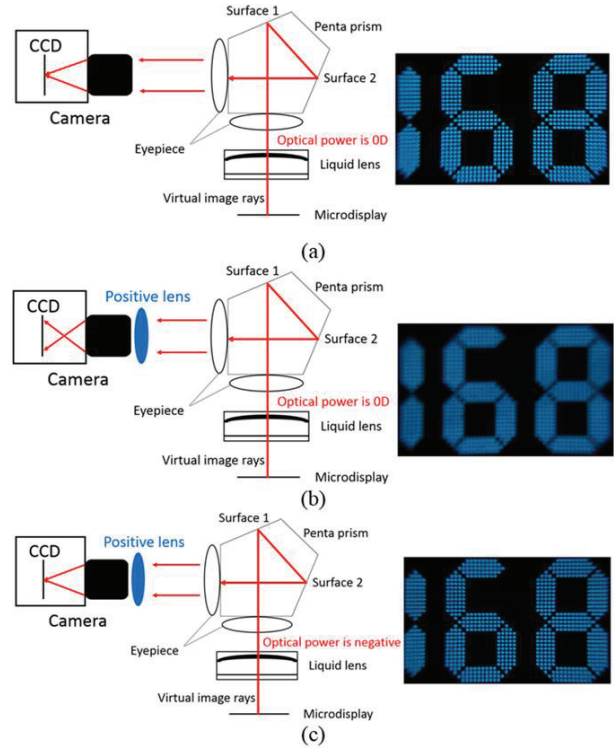 Surface 1
Penta prism
CCD
Surface 2
Camera
Eyepiece
Optical power is 0D
Liquid lens
Virtual image rays
Microdisplay
168
(a)
Surface 1
Penta prism
Positive lens
CCD
Surface 2
Camera
Eyepiece
Optical power is 0D
Liquid lens
Virtual image rays
Microdisplay
168
(b)
Surface 1
Penta prism
Positive lens
CCD
Surface 2
Camera
Eyepiece
Optical power is negative
Liquid lens
Virtual image rays
Microdisplay
168
(c)